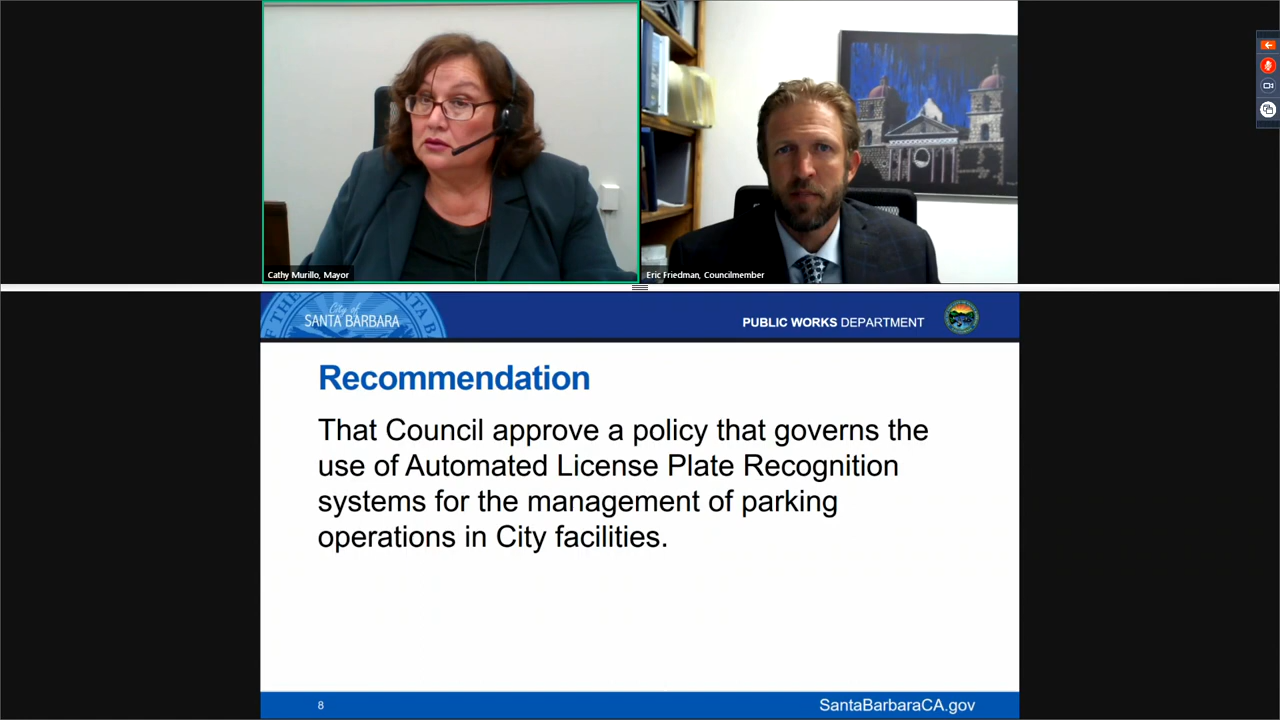 Cathy Murillo, Mayor
Eric Friedman, Councilmember
City of
SANTA BARBARA
PUBLIC WORKS DEPARTMENT
Recommendation
That Council approve a policy that governs the
use of Automated License Plate Recognition
systems for the management of parking
operations in City facilities.
8
SantaBarbaraCA.gov